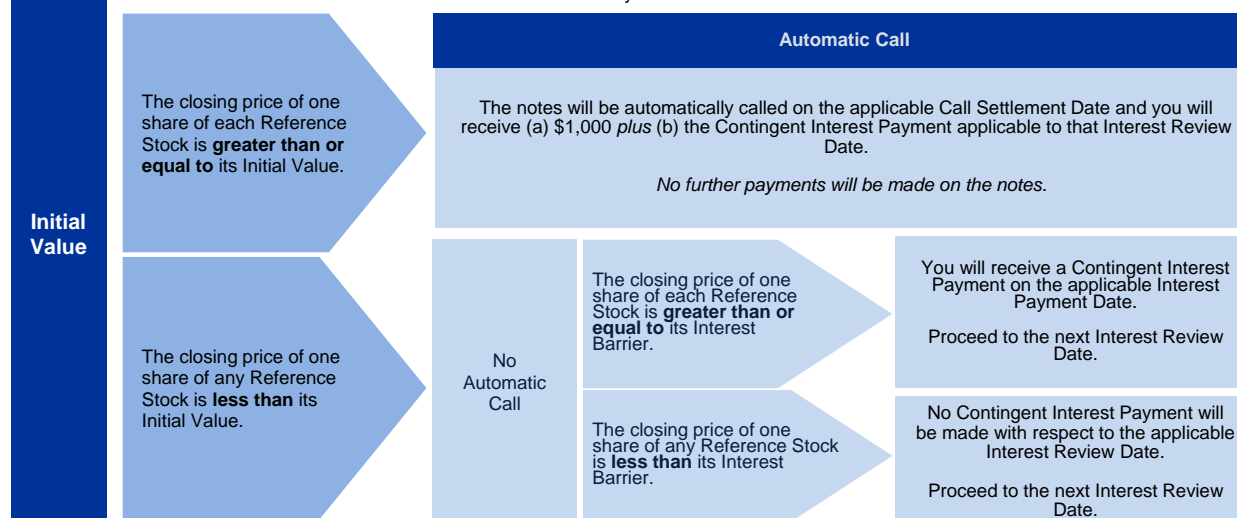 Automatic Call
Initial
Value
The closing price of one
share of each Reference
Stock is greater than or
equal to its Initial Value.
The notes will be automatically called on the applicable Call Settlement Date and you will
receive (a) $1,000 plus (b) the Contingent Interest Payment applicable to that Interest Review
Date.
No further payments will be made on the notes.
The closing price of one
share of any Reference
Stock is less than its
Initial Value.
No
Automatic
Call
The closing price of one
share of each Reference
Stock is greater than or
equal to its Interest
Barrier.
You will receive a Contingent Interest
Payment on the applicable Interest
Payment Date.
Proceed to the next Interest Review
Date.
The closing price of one
share of any Reference Stock
is less than its Interest
Barrier.
No Contingent Interest Payment will
be made with respect to the applicable
Interest Review Date.
Proceed to the next Interest Review
Date.